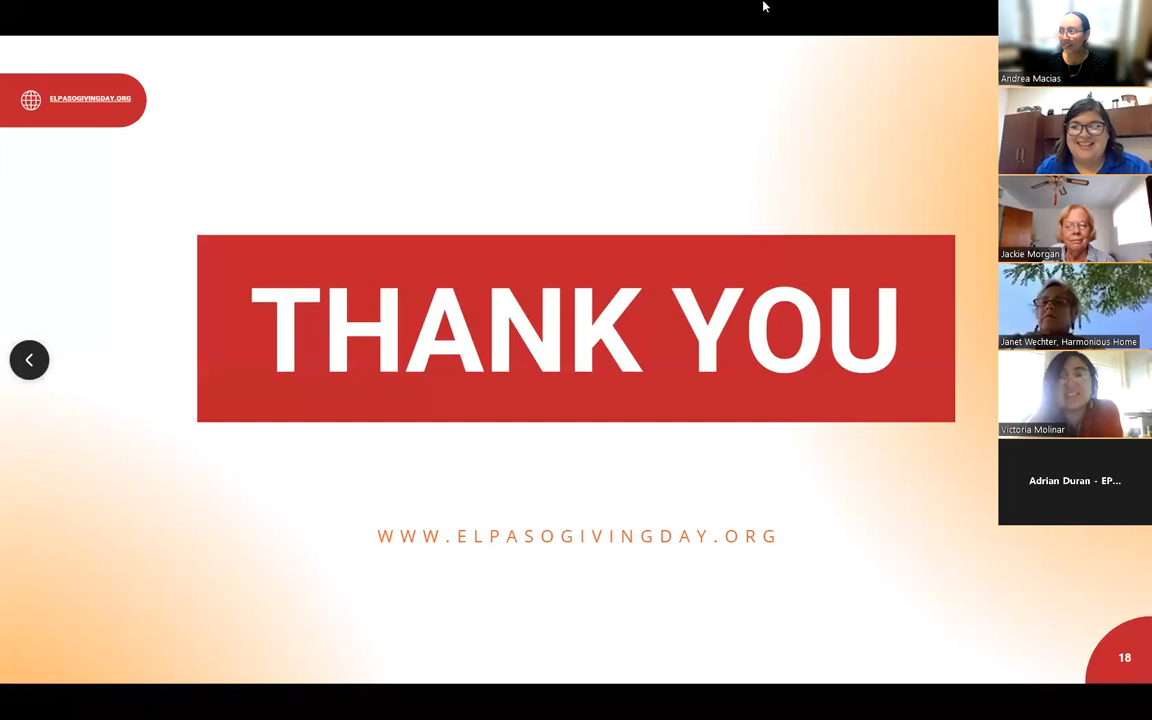 ELPASOGIVINGDAY.ORG
THANK YOU
WWW.ELPASOGIVINGDAY.ORG
18
Andrea Macias
Jackie Morgan
Janet Wechter, Harmonious Home
Victoria Molinar
Adrian Duran - EP...